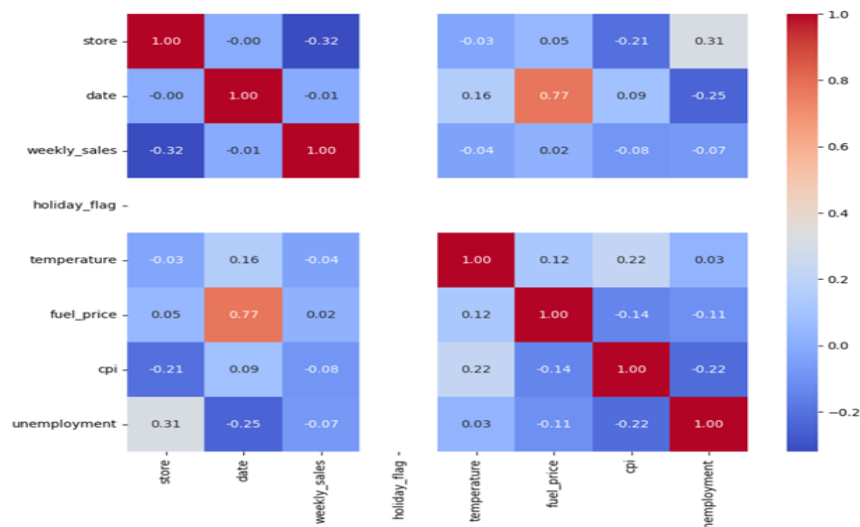 store 1.00 -0.00 -0.32 -0.03 0.05 -0.21 0.31
date -0.00 1.00 -0.01 0.16 0.77 0.09 -0.25
weekly_sales -0.32 -0.01 1.00 -0.04 0.02 -0.08 -0.07
holiday_flag
temperature -0.03 0.16 -0.04 1.00 0.12 0.22 0.03
fuel_price 0.05 0.77 0.02 0.12 1.00 -0.14 -0.11
cpi -0.21 0.09 -0.08 0.22 -0.14 1.00 -0.22
unemployment 0.31 -0.25 -0.07 0.03 -0.11 -0.22 1.00
store
date
weekly_sales
holiday_flag
temperature
fuel_price
cpi
nemployment
1.0
0.8
0.6
0.4
0.2
0.0
−0.2